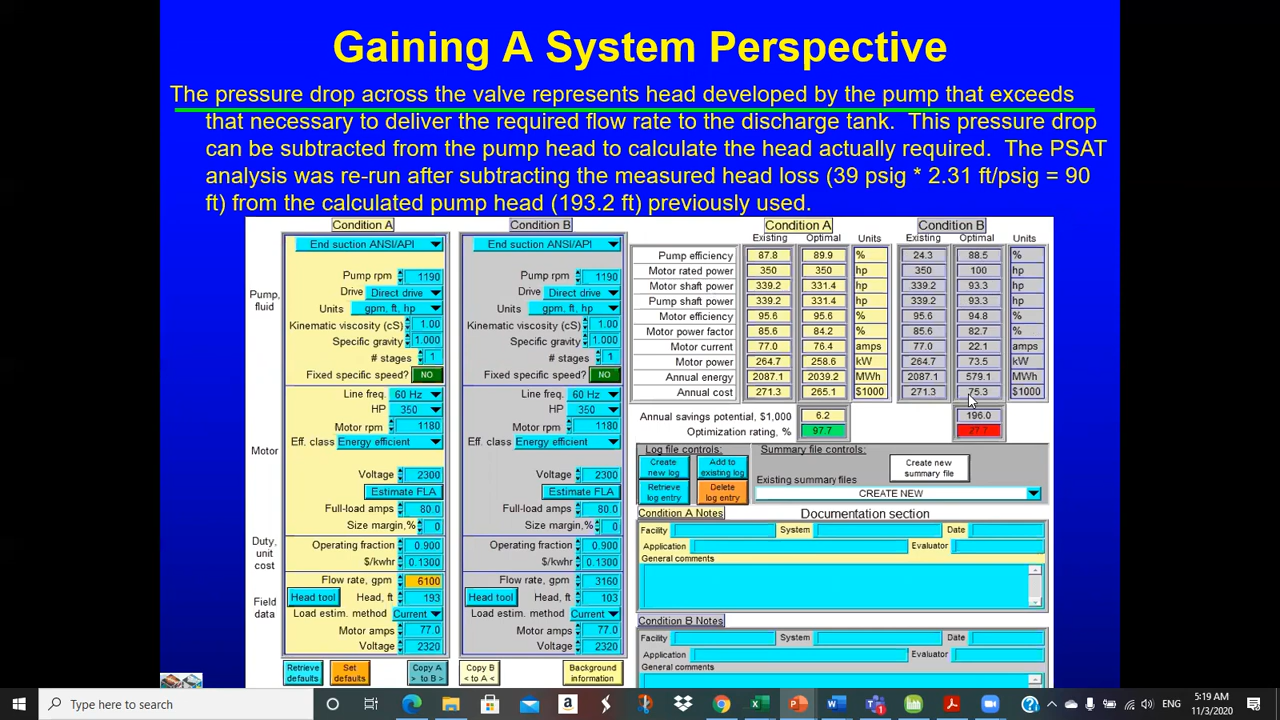 Gaining A System Perspective
The pressure drop across the valve represents head developed by the pump that exceeds
that necessary to deliver the required flow rate to the discharge tank. This pressure drop
can be subtracted from the pump head to calculate the head actually required. The PSAT
analysis was re-run after subtracting the measured head loss (39 psig * 2.31 ft/psig = 90
ft) from the calculated pump head (193.2 ft) previously used.
Condition A Condition B
End suction ANSI/API End suction ANSI/API
Pump, fluid
Pump rpm 1190 Pump rpm 1190
Drive Direct drive Drive Direct drive
Units gpm, ft, hp Units gpm, ft, hp
Kinematic viscosity (cS) 1.00 Kinematic viscosity (cS) 1.00
Specific gravity 1.000 Specific gravity 1.000
# stages 1 # stages 1
Fixed specific speed? NO Fixed specific speed? NO
Line freq. 60 Hz Line freq. 60 Hz
HP 350 HP 350
Motor rpm 1180 Motor rpm 1180
Eff. class Energy efficient Eff. class Energy efficient
Motor
Voltage 2300 Voltage 2300
Estimate FLA Estimate FLA
Full-load amps 80.0 Full-load amps 80.0
Size margin,% 0 Size margin,% 0
Duty, unit cost
Operating fraction 0.900 Operating fraction 0.900
$/kwhr 0.1300 $/kwhr 0.1300
Flow rate, gpm 6100 Flow rate, gpm 3160
Field data
Head tool Head, ft 193 Head tool Head, ft 103
Load estim. method Current Load estim. method Current
Motor amps 77.0 Motor amps 77.0
Voltage 2320 Voltage 2320
Retrieve defaults Set defaults Copy A > to B > Copy B < to A < Background information
Condition A Condition B
Existing Optimal Units Existing Optimal Units
Pump efficiency 87.8 89.9 % 24.3 88.5 %
Motor rated power 350 350 hp 350 100 hp
Motor shaft power 339.2 331.4 hp 339.2 93.3 hp
Pump shaft power 339.2 331.4 hp 339.2 93.3 hp
Motor efficiency 95.6 95.6 % 95.6 94.8 %
Motor power factor 85.6 84.2 % 85.6 82.7 %
Motor current 77.0 76.4 amps 77.0 22.1 amps
Motor power 264.7 258.6 kW 264.7 73.5 kW
Annual energy 2087.1 2039.2 MWh 2087.1 579.1 MWh
Annual cost 271.3 265.1 $1000 271.3 75.3 $1000
Annual savings potential, $1,000 6.2 196.0
Optimization rating, % 97.7 27.7
Log file controls: Summary file controls:
Create new log Add to existing log Create new summary file
Retrieve log entry Delete log entry Existing summary files
CREATE NEW
Condition A Notes Documentation section
Facility System Date
Application Evaluator
General comments
Condition B Notes
Facility System Date
Application Evaluator
General comments
Type here to search
5:19 AM
11/3/2020